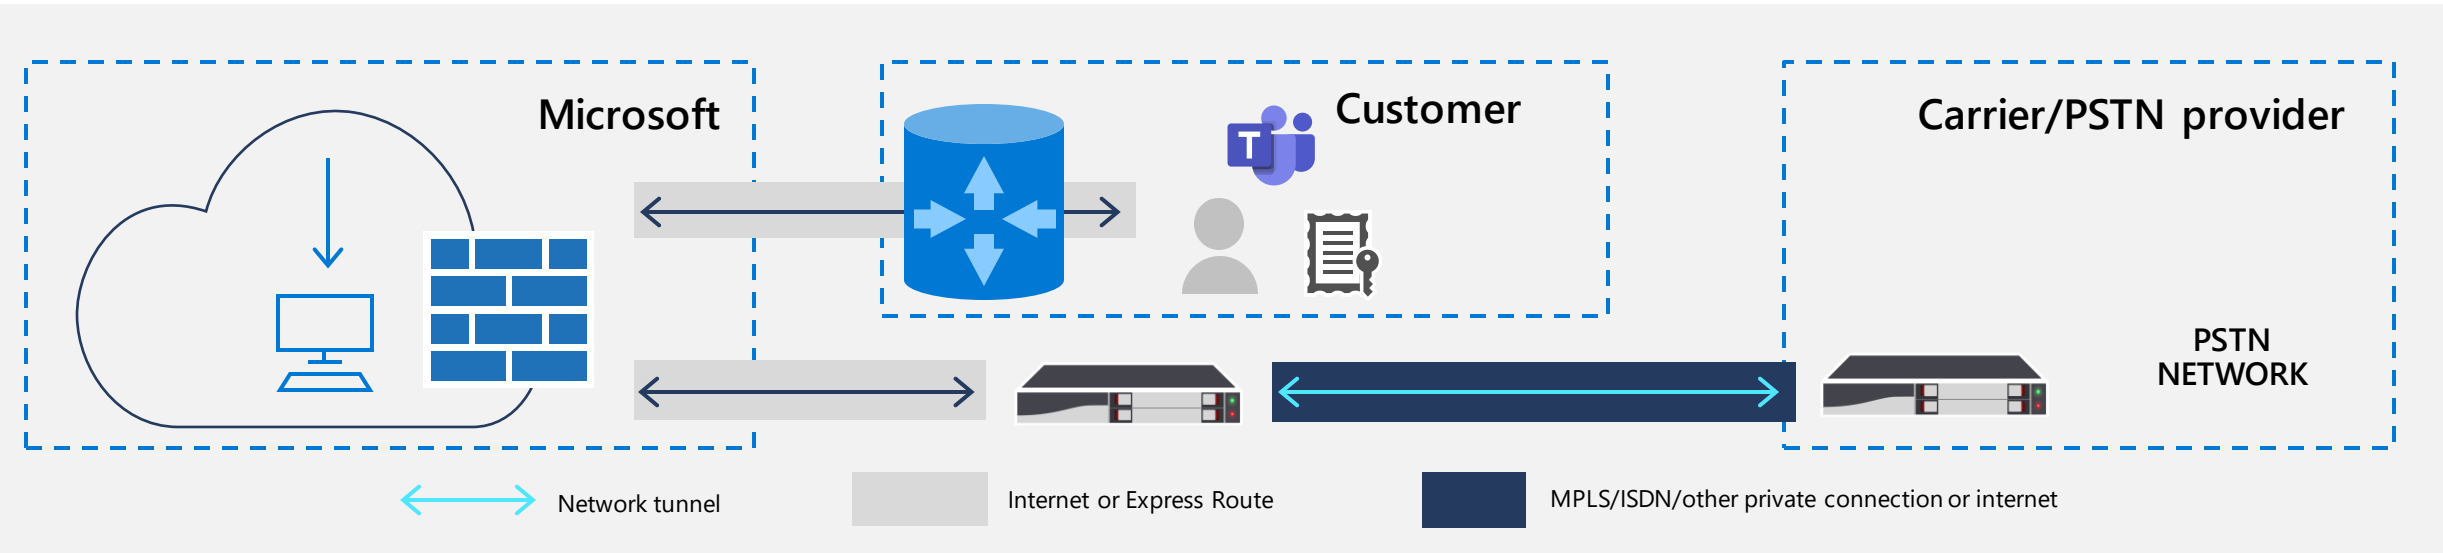 Microsoft
Customer
Carrier/PSTN provider
T
PSTN
NETWORK
Network tunnel
Internet or Express Route
MPLS/ISDN/other private connection or internet